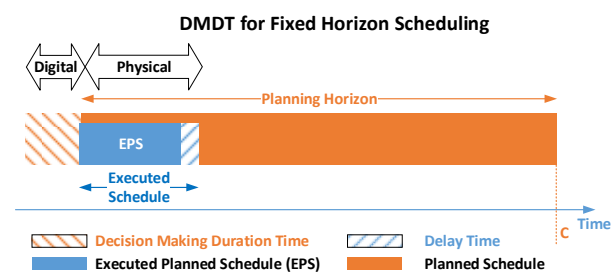 DMDT for Fixed Horizon Scheduling
Digital Physical
Planning Horizon
EPS
Executed
Schedule
C Time
Decision Making Duration Time Delay Time
Executed Planned Schedule (EPS) Planned Schedule